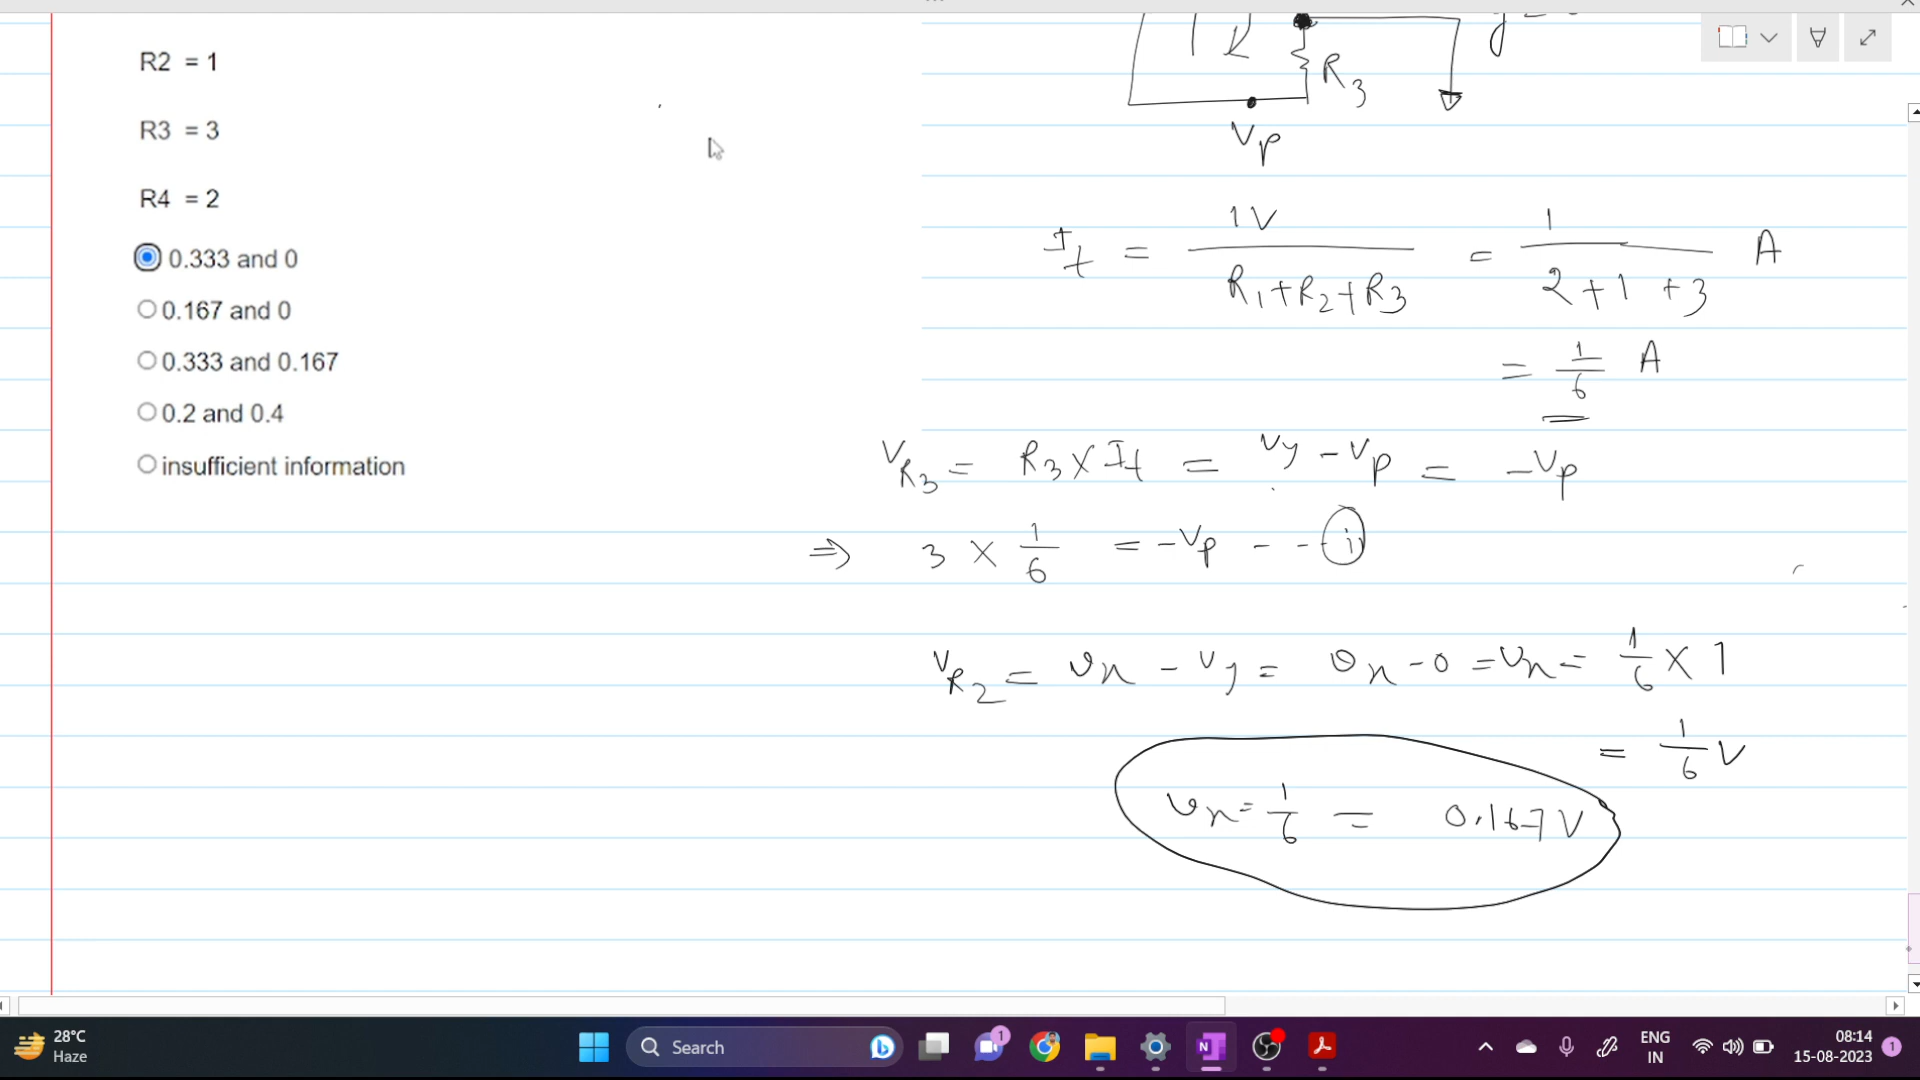 R2 = 1
R3 = 3
R4 = 2
0.333 and 0
0.167 and 0
0.333 and 0.167
0.2 and 0.4
insufficient information
R3
Vp
It = 1V / R1+R2+R3 = 1 / 2+1+3 A
= 1/6 A
VR3 = R3 X It = Vy - Vp = -Vp
⇒ 3 X 1/6 = -Vp - - i
VR2 = Vx - Vy = Vx - 0 = Vx = 1/6 X 1
= 1/6 V
Vx = 1/6 = 0.167 V
28°C
Haze
Search
1
ENG
IN
08:14
15-08-2023
1